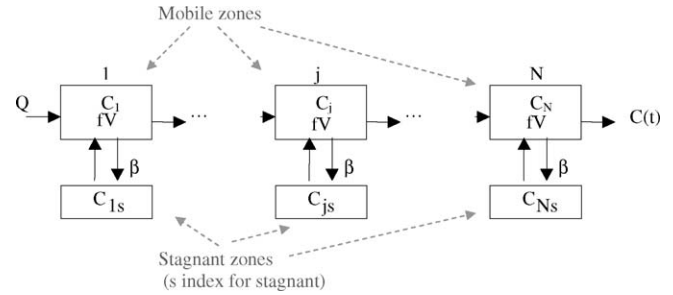 Mobile zones
1 j N
Q C1 fV ... Cj fV ... CN fV C(t)
β β β
C1s Cjs CNs
Stagnant zones
(s index for stagnant)